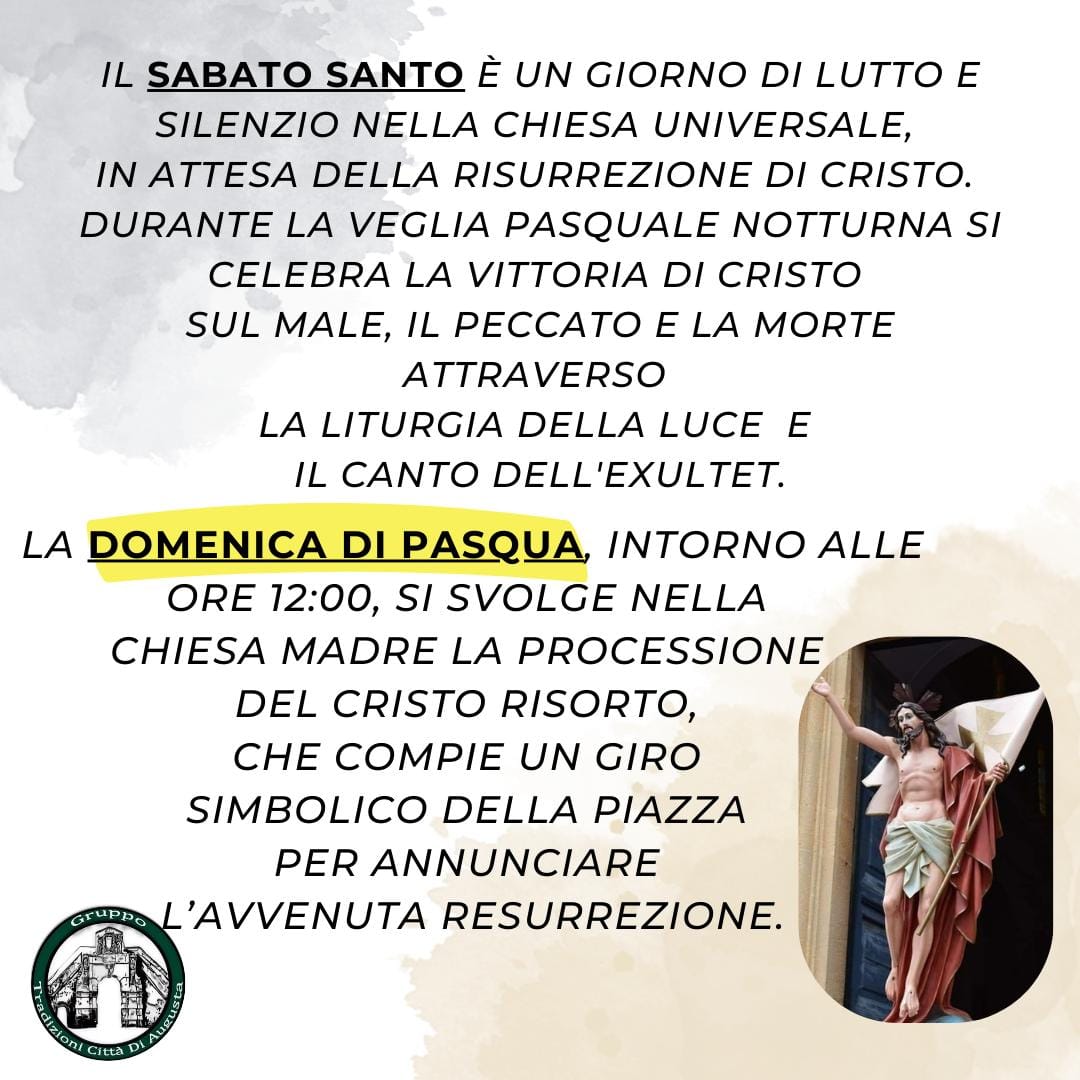 IL SABATO SANTO È UN GIORNO DI LUTTO E
SILENZIO NELLA CHIESA UNIVERSALE,
IN ATTESA DELLA RISURREZIONE DI CRISTO.
DURANTE LA VEGLIA PASQUALE NOTTURNA SI
CELEBRA LA VITTORIA DI CRISTO
SUL MALE, IL PECCATO E LA MORTE
ATTRAVERSO
LA LITURGIA DELLA LUCE E
IL CANTO DELL'EXULTET.
LA DOMENICA DI PASQUA, INTORNO ALLE
ORE 12:00, SI SVOLGE NELLA
CHIESA MADRE LA PROCESSIONE
DEL CRISTO RISORTO,
CHE COMPIE UN GIRO
SIMBOLICO DELLA PIAZZA
PER ANNUNCIARE
L’AVVENUTA RESURREZIONE.
Gruppo
Tradizioni Città Di Augusta